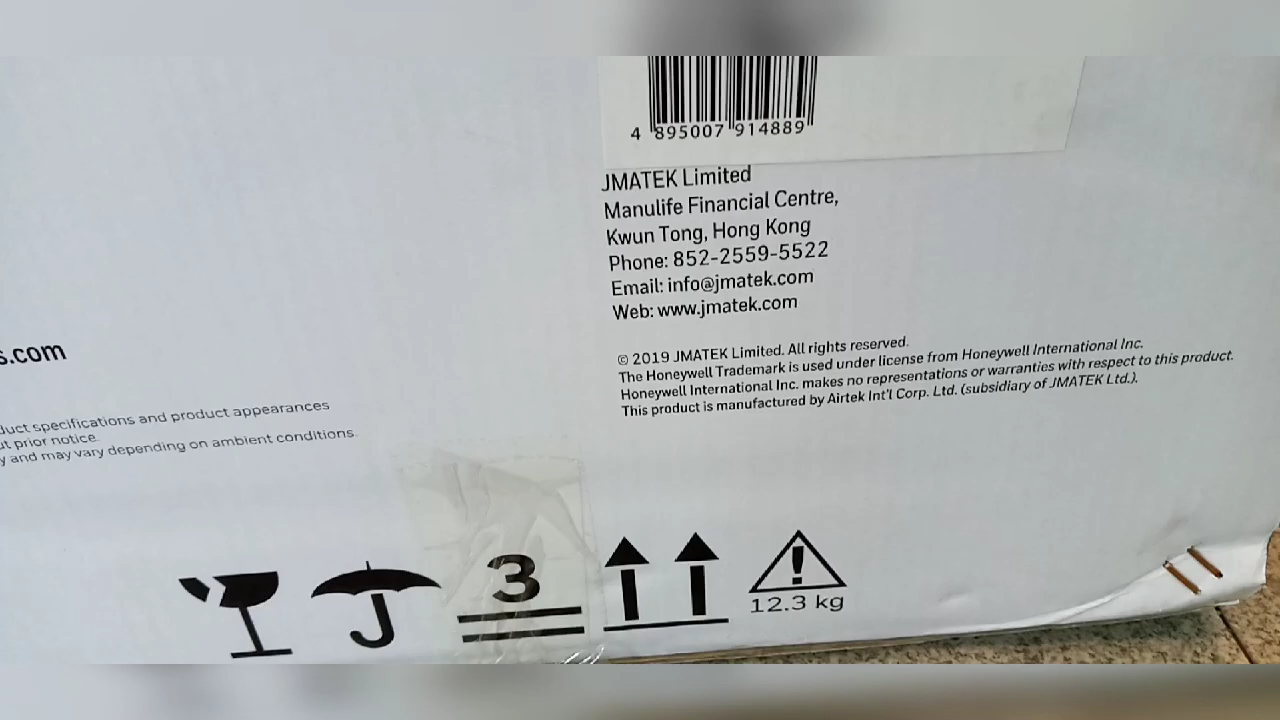 4 895007 914889
JMATEK Limited
Manulife Financial Centre,
Kwun Tong, Hong Kong
Phone: 852-2559-5522
Email: info@jmatek.com
Web: www.jmatek.com
s.com
© 2019 JMATEK Limited. All rights reserved.
The Honeywell Trademark is used under license from Honeywell International Inc.
Honeywell International Inc. makes no representations or warranties with respect to this product.
This product is manufactured by Airtek Int'l Corp. Ltd. (subsidiary of JMATEK Ltd.).
duct specifications and product appearances
ut prior notice.
y and may vary depending on ambient conditions.
3
12.3 kg